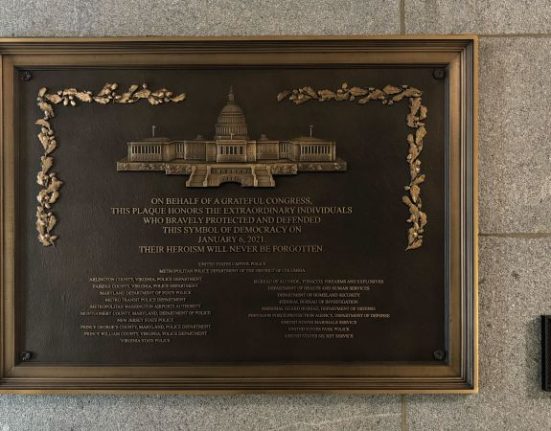 ON BEHALF OF A GRATEFUL CONGRESS,
THIS PLAQUE HONORS THE EXTRAORDINARY INDIVIDUALS
WHO BRAVELY PROTECTED AND DEFENDED
THIS SYMBOL OF DEMOCRACY ON
JANUARY 6, 2021.
THEIR HEROISM WILL NEVER BE FORGOTTEN.
UNITED STATES CAPITOL POLICE
METROPOLITAN POLICE DEPARTMENT OF THE DISTRICT OF COLUMBIA
ARLINGTON COUNTY, VIRGINIA, POLICE DEPARTMENT
FAIRFAX COUNTY, VIRGINIA, POLICE DEPARTMENT
MARYLAND DEPARTMENT OF STATE POLICE
METRO TRANSIT POLICE DEPARTMENT
METROPOLITAN WASHINGTON AIRPORTS AUTHORITY
MONTGOMERY COUNTY, MARYLAND, DEPARTMENT OF POLICE
NEW JERSEY STATE POLICE
PRINCE GEORGE'S COUNTY, MARYLAND, POLICE DEPARTMENT
PRINCE WILLIAM COUNTY, VIRGINIA, POLICE DEPARTMENT
VIRGINIA STATE POLICE
BUREAU OF ALCOHOL, TOBACCO, FIREARMS AND EXPLOSIVES
DEPARTMENT OF HEALTH AND HUMAN SERVICES
DEPARTMENT OF HOMELAND SECURITY
FEDERAL BUREAU OF INVESTIGATION
NATIONAL GUARD BUREAU, DEPARTMENT OF DEFENSE
PENTAGON FORCE PROTECTION AGENCY, DEPARTMENT OF DEFENSE
UNITED STATES MARSHALS SERVICE
UNITED STATES PARK POLICE
UNITED STATES SECRET SERVICE